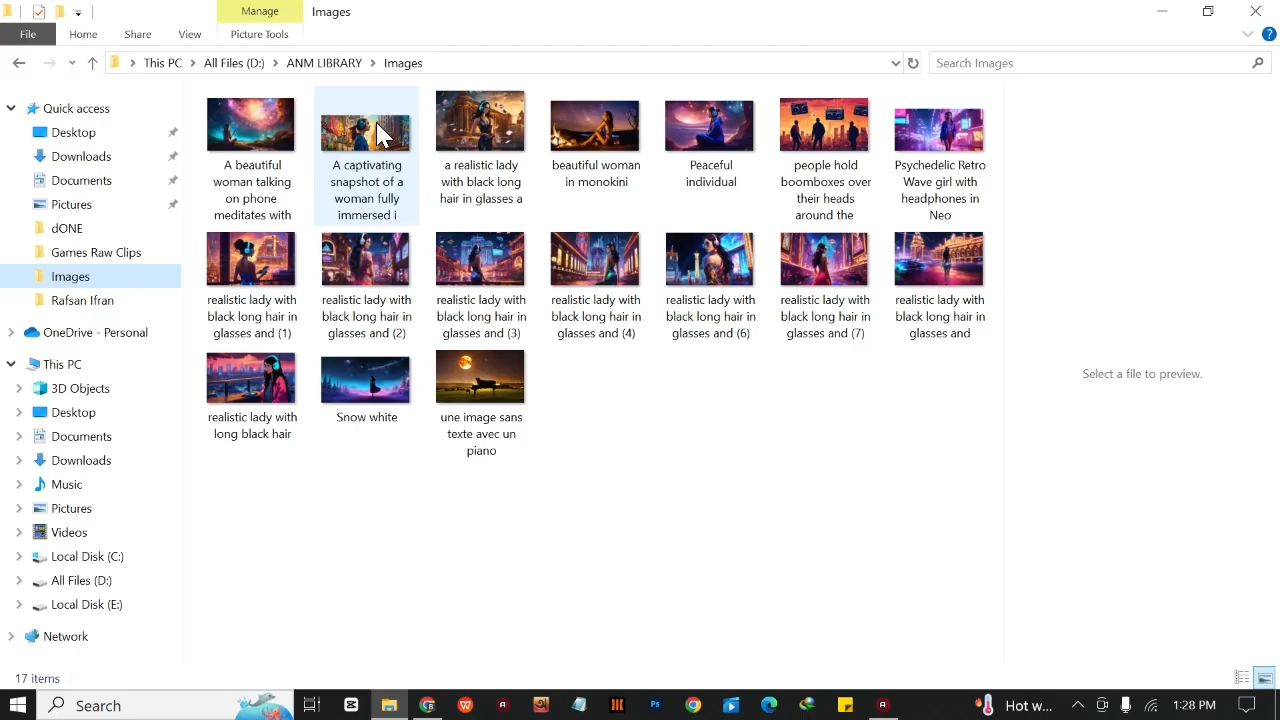 Manage
Images
File
Home
Share
View
Picture Tools
This PC
All Files (D:)
ANM LIBRARY
Images
Search Images
Quick access
Desktop
Downloads
Documents
Pictures
dONE
Games Raw Clips
Images
Rafsan Ifran
OneDrive - Personal
This PC
3D Objects
Desktop
Documents
Downloads
Music
Pictures
Videos
Local Disk (C:)
All Files (D:)
Local Disk (E:)
Network
A beautiful
woman talking
on phone
meditates with
A captivating
snapshot of a
woman fully
immersed i
a realistic lady
with black long
hair in glasses a
beautiful woman
in monokini
Peaceful
individual
people hold
boomboxes over
their heads
around the
Psychedelic Retro
Wave girl with
headphones in
Neo
realistic lady with
black long hair in
glasses and (1)
realistic lady with
black long hair in
glasses and (2)
realistic lady with
black long hair in
glasses and (3)
realistic lady with
black long hair in
glasses and (4)
realistic lady with
black long hair in
glasses and (6)
realistic lady with
black long hair in
glasses and (7)
realistic lady with
black long hair in
glasses and
realistic lady with
long black hair
Snow white
une image sans
texte avec un
piano
Select a file to preview.
17 items
Search
Ps
Hot w...
1:28 PM